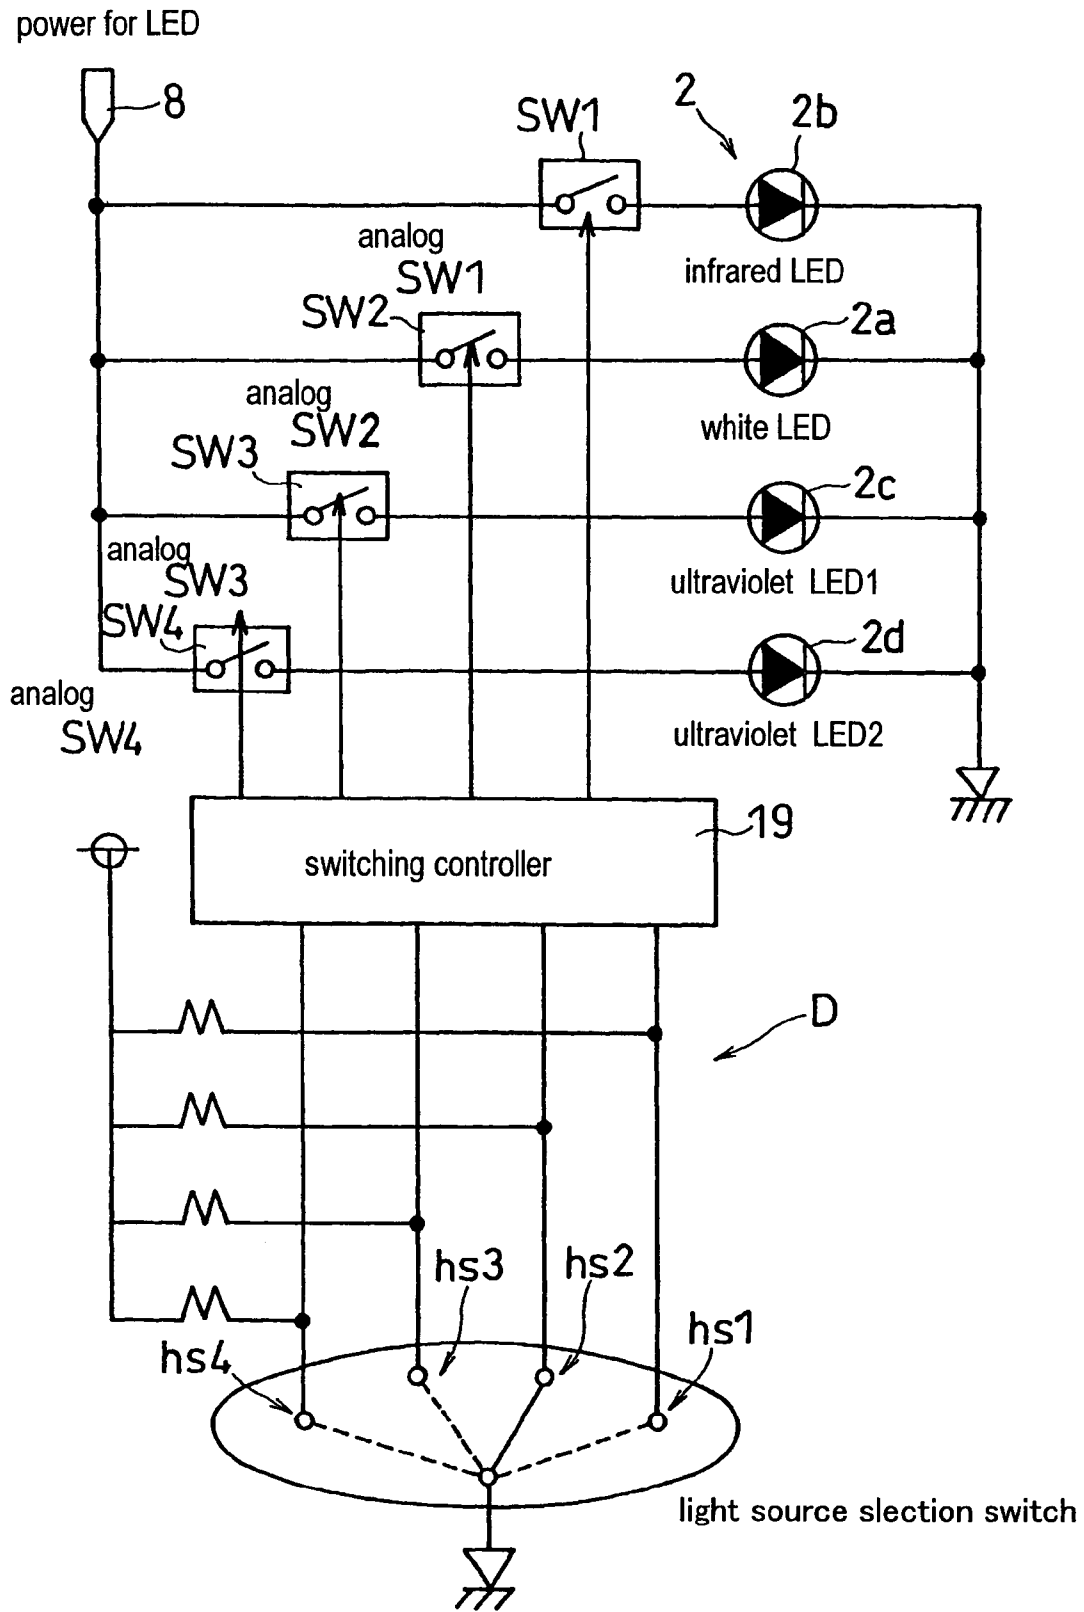 power for LED
8
SW1
2
2b
analog
SW1
infrared LED
SW2
2a
analog
SW2
white LED
SW3
2c
analog
SW3
ultraviolet LED1
SW4
2d
analog
SW4
ultraviolet LED2
19
switching controller
D
hs3
hs2
hs1
hs4
light source slection switch